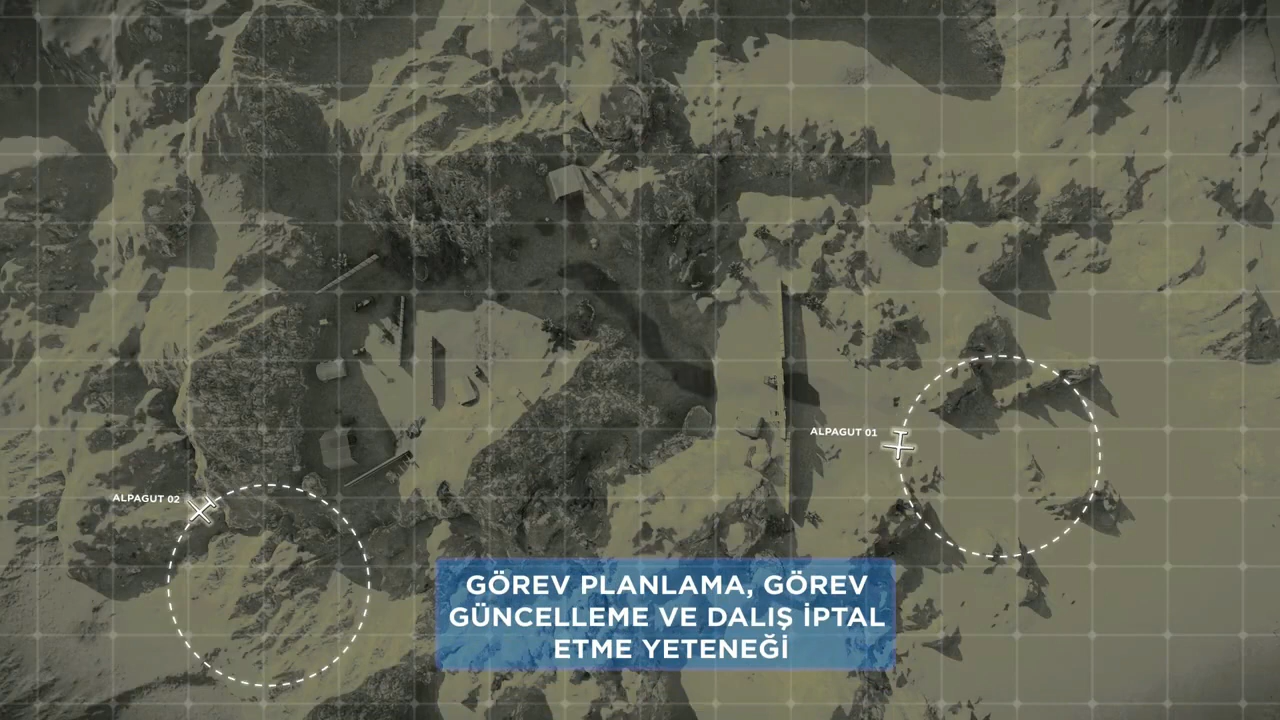 ALPAGUT 01
ALPAGUT 02
GÖREV PLANLAMA, GÖREV
GÜNCELLEME VE DALIŞ İPTAL
ETME YETENEĞİ